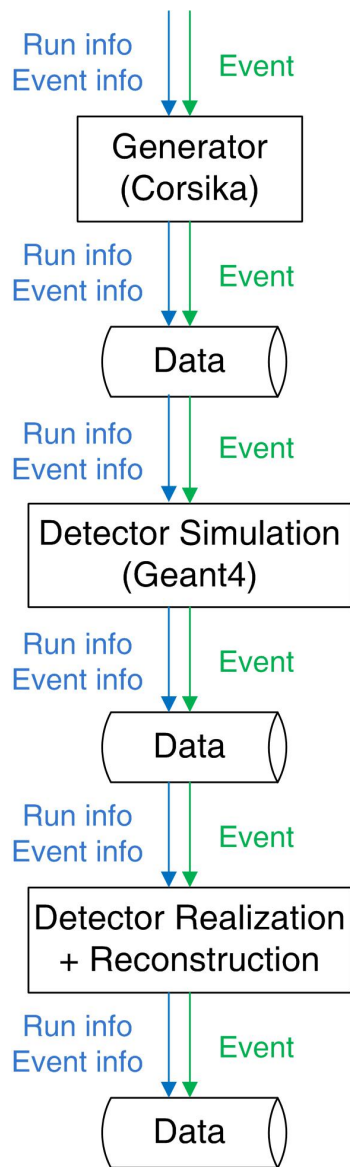 Run info
Event info
Event
Generator
(Corsika)
Run info
Event info
Event
Data
Run info
Event info
Event
Detector Simulation
(Geant4)
Run info
Event info
Event
Data
Run info
Event info
Event
Detector Realization
+ Reconstruction
Run info
Event info
Event
Data